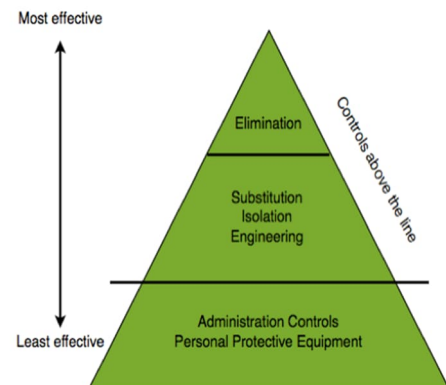 Most effective
Elimination
Controls above the line
Substitution
Isolation
Engineering
Administration Controls
Least effective
Personal Protective Equipment